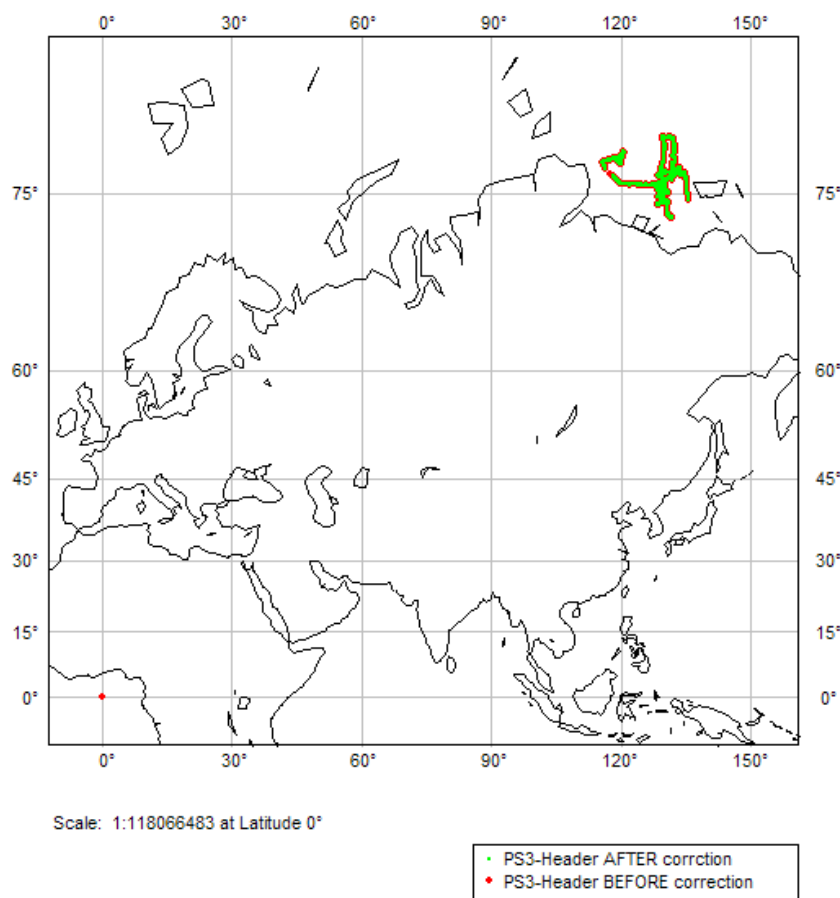 0° 30° 60° 90° 120° 150°
75° 75°
60° 60°
45° 45°
30° 30°
15° 15°
0° 0°
0° 30° 60° 90° 120° 150°
Scale: 1:118066483 at Latitude 0°
PS3-Header AFTER corrction
PS3-Header BEFORE correction